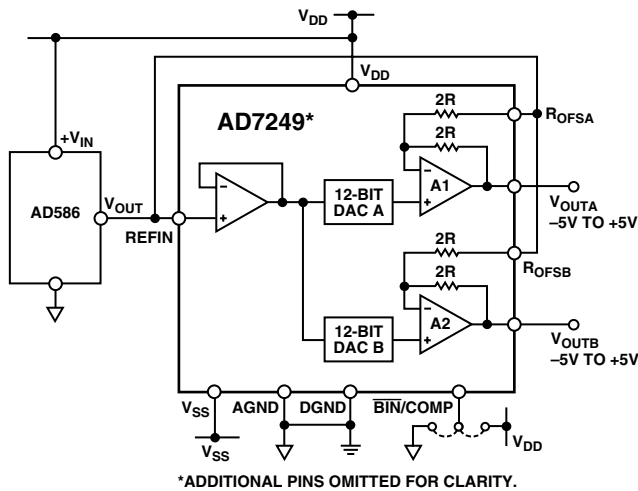 VDD
VDD
2R
ROFSA
AD7249*
2R
+VIN
A1
VOUT
12-BIT
DAC A
AD586
VOUTA
–5V TO +5V
REFIN
2R
ROFSB
2R
12-BIT
DAC B
A2
VOUTB
–5V TO +5V
VSS
AGND
DGND
BIN/COMP
VSS
VDD
*ADDITIONAL PINS OMITTED FOR CLARITY.